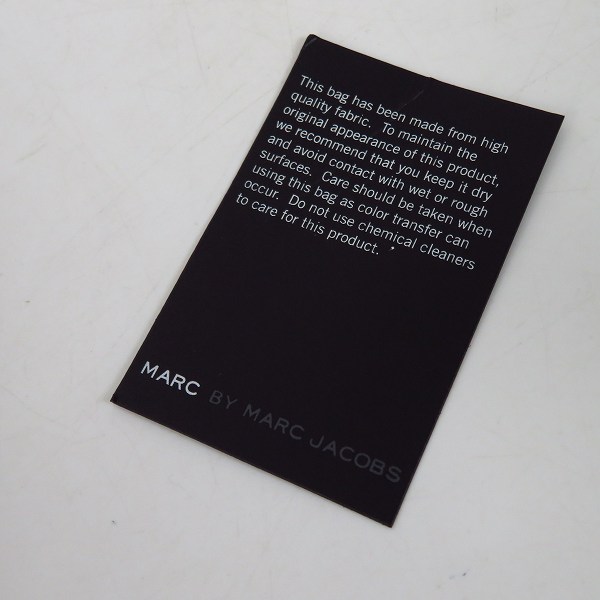 This bag has been made from high
quality fabric. To maintain the
original appearance of this product,
we recommend that you keep it dry
and avoid contact with wet or rough
surfaces. Care should be taken when
using this bag as color transfer can
occur. Do not use chemical cleaners
to care for this product.
MARC BY MARC JACOBS